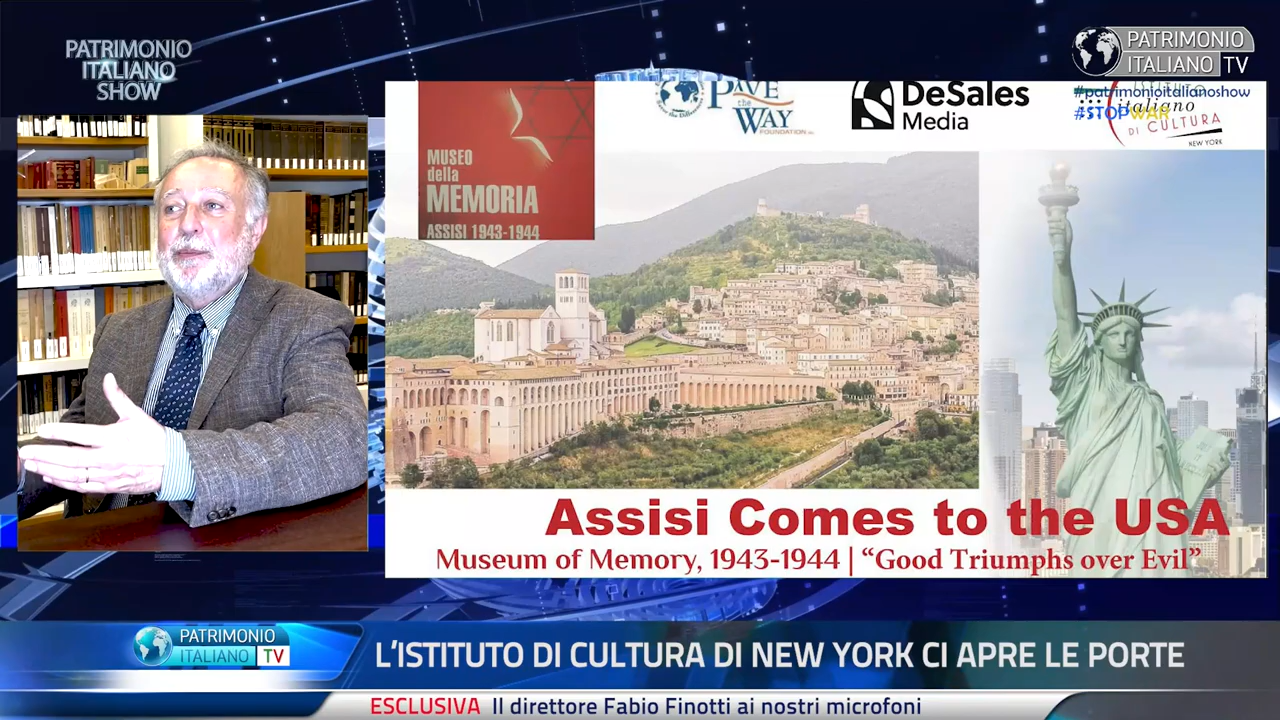 PATRIMONIO
ITALIANO
SHOW
PATRIMONIO
ITALIANO TV
#patrimonioitalianoshow
#STOPWAR
MUSEO
della
MEMORIA
ASSISI 1943-1944
PAVE
the
WAY
FOUNDATION INC.
DeSales
Media
ISTITUTO
italiano
DI CULTURA
NEW YORK
Assisi Comes to the USA
Museum of Memory, 1943-1944 | “Good Triumphs over Evil”
PATRIMONIO
ITALIANO TV
L’ISTITUTO DI CULTURA DI NEW YORK CI APRE LE PORTE
ESCLUSIVA Il direttore Fabio Finotti ai nostri microfoni